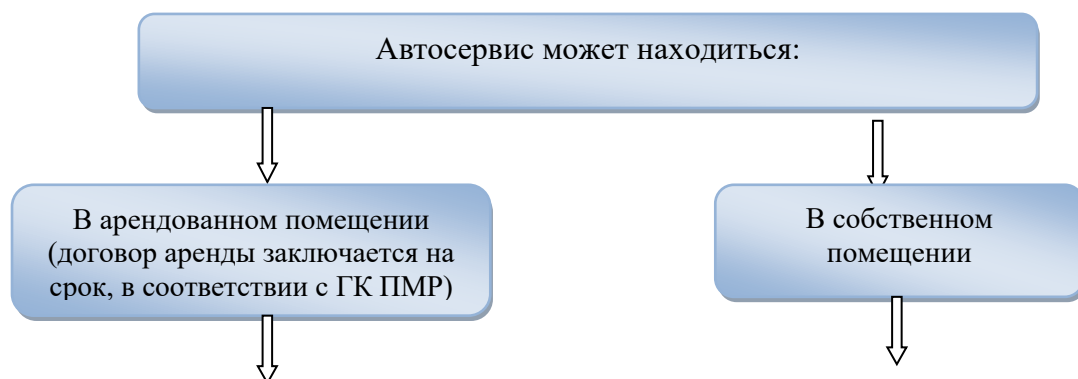 Автосервис может находиться:
В арендованном помещении
(договор аренды заключается на
срок, в соответствии с ГК ПМР)
В собственном
помещении